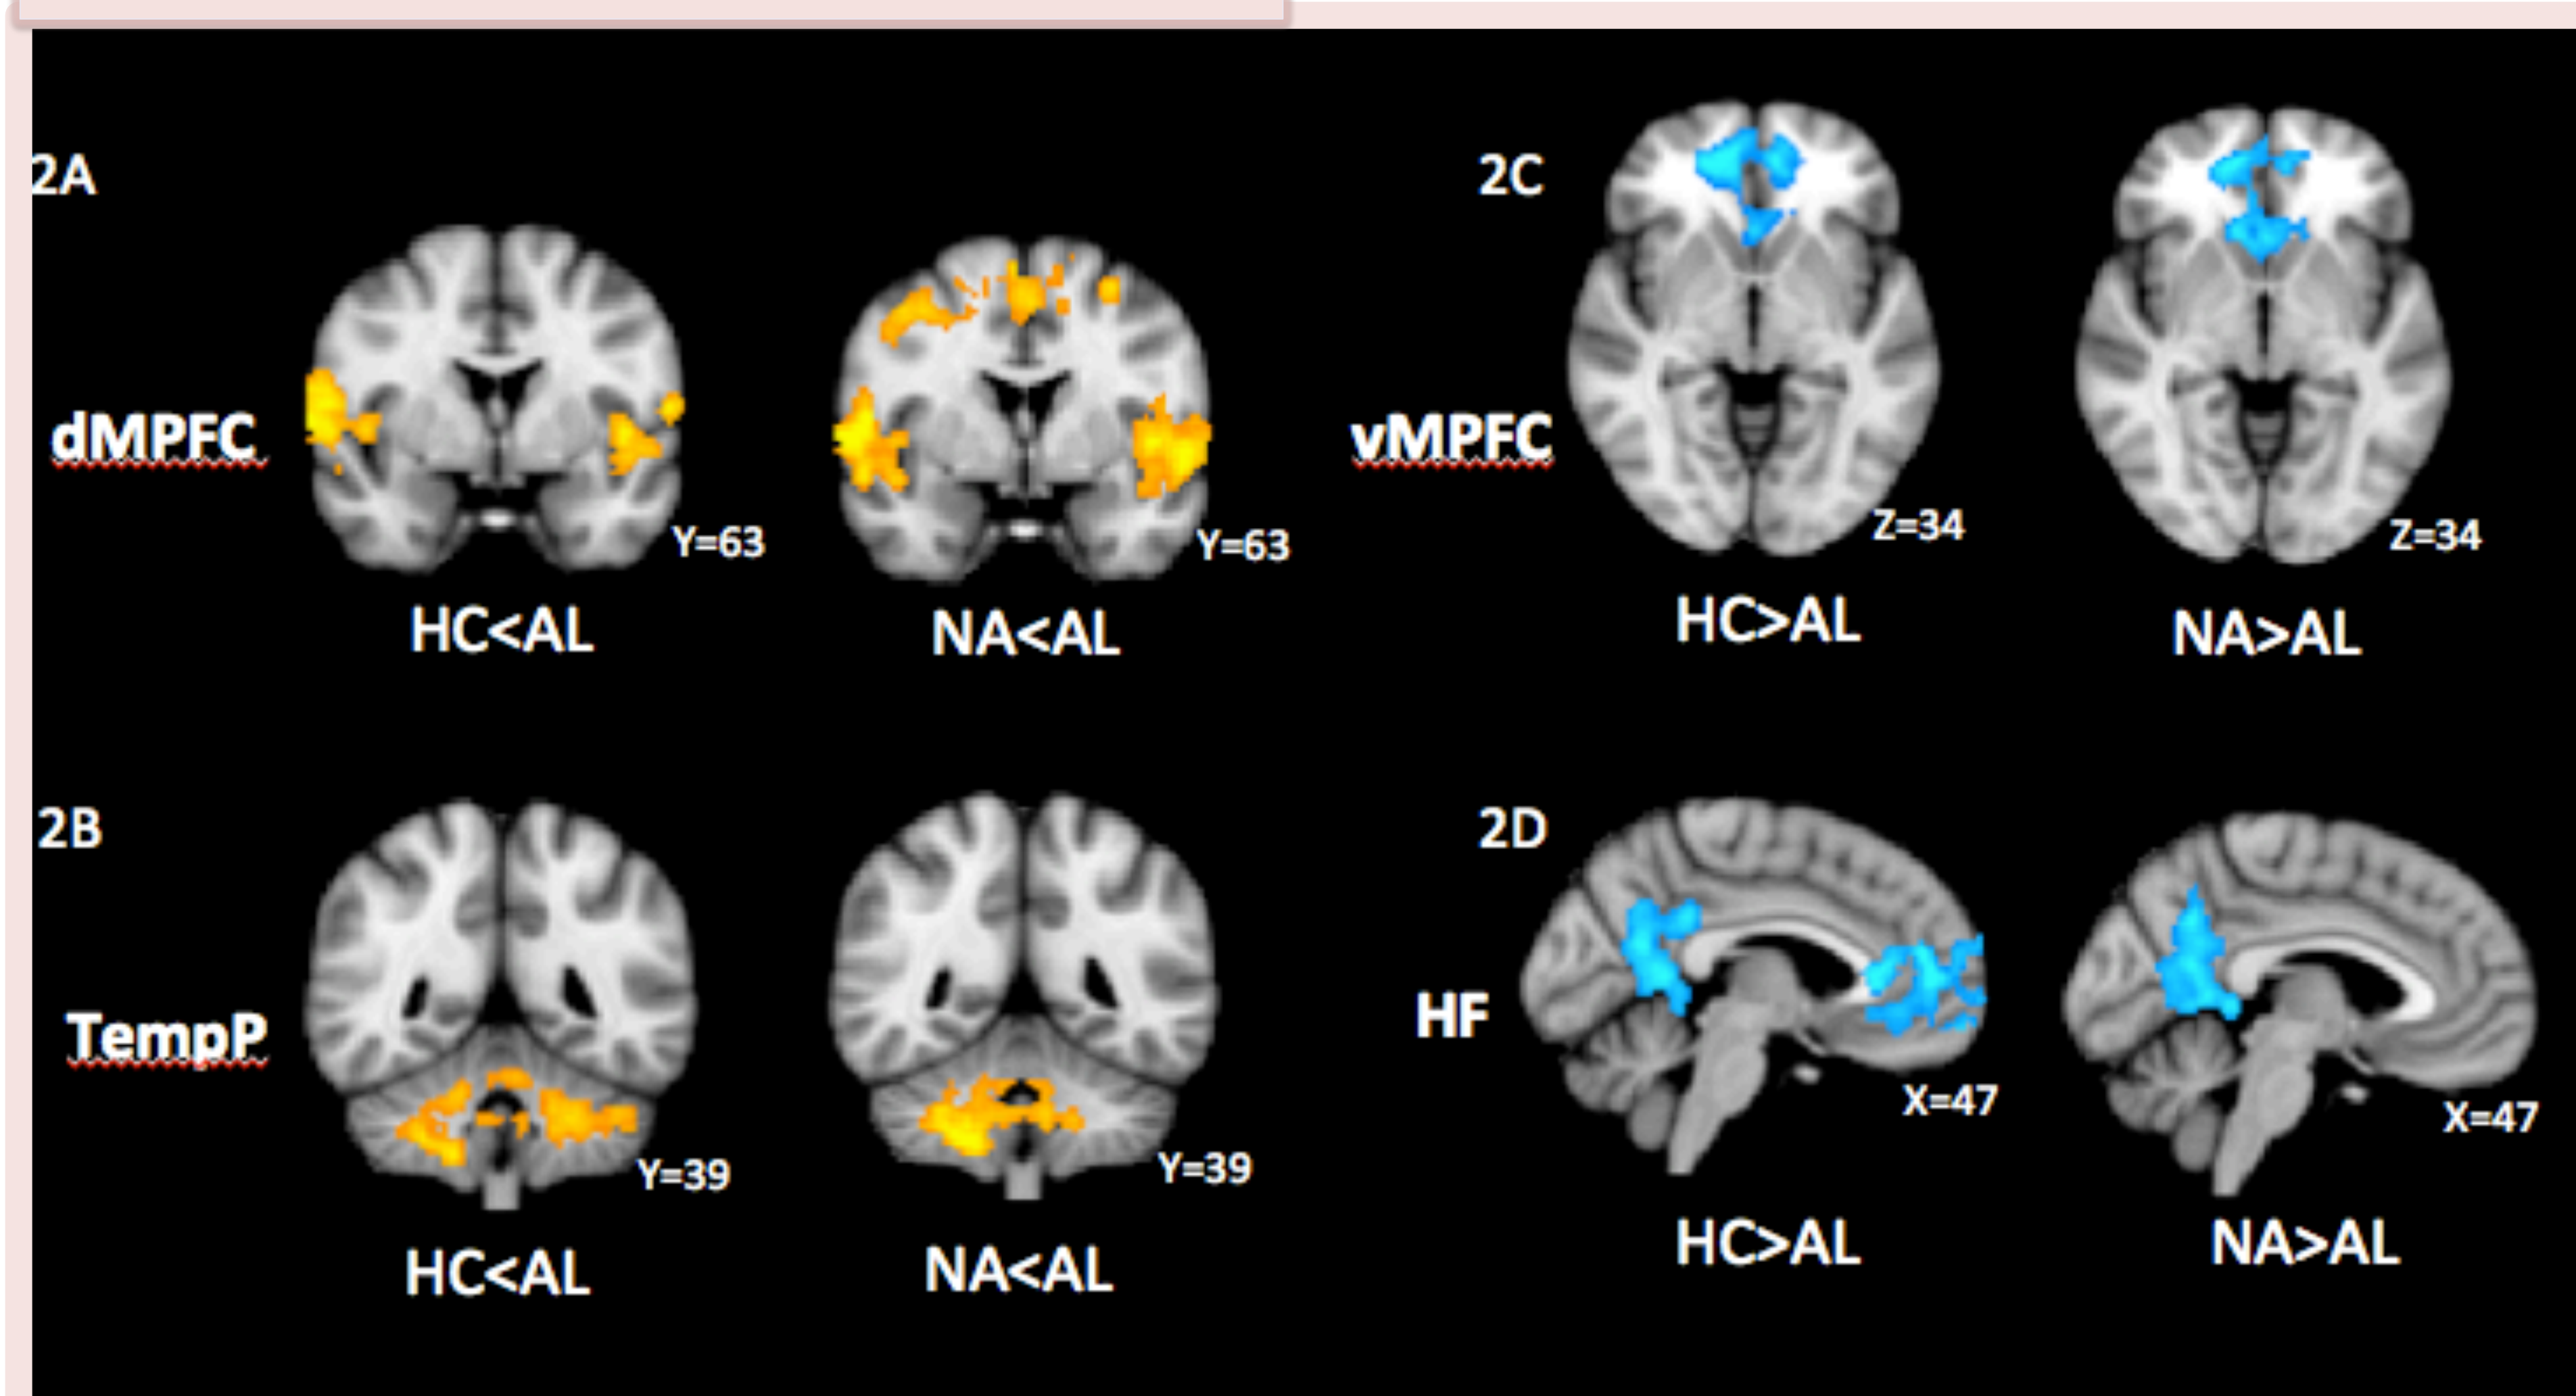 2A
dMPFC
Y=63
Y=63
HC<AL
NA<AL
2C
vMPFC
Z=34
Z=34
HC>AL
NA>AL
2B
TempP
Y=39
Y=39
HC<AL
NA<AL
2D
HF
X=47
X=47
HC>AL
NA>AL